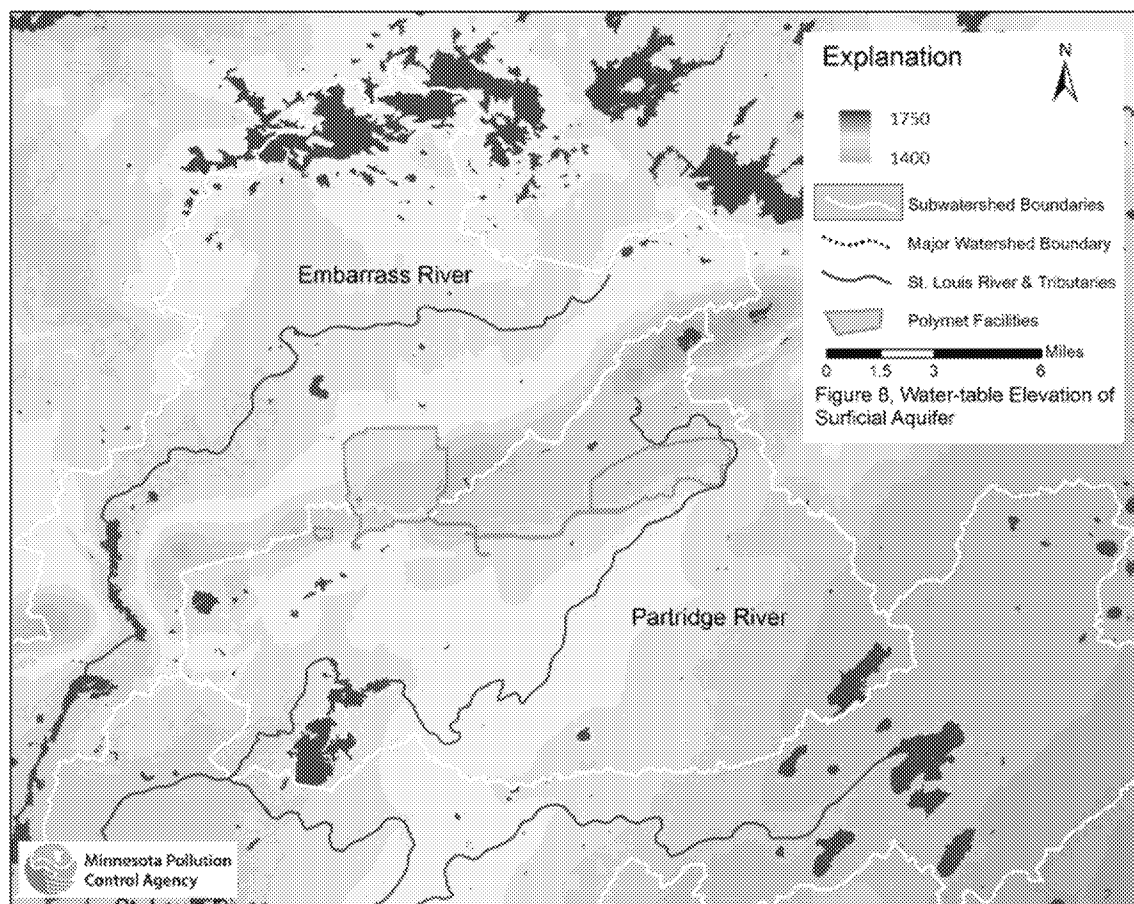 Explanation
N
1750
1400
Subwatershed Boundaries
Major Watershed Boundary
St. Louis River & Tributaries
Polymet Facilities
Miles
0 1.5 3 6
Figure 8, Water-table Elevation of
Surficial Aquifer
Embarrass River
Partridge River
Minnesota Pollution
Control Agency